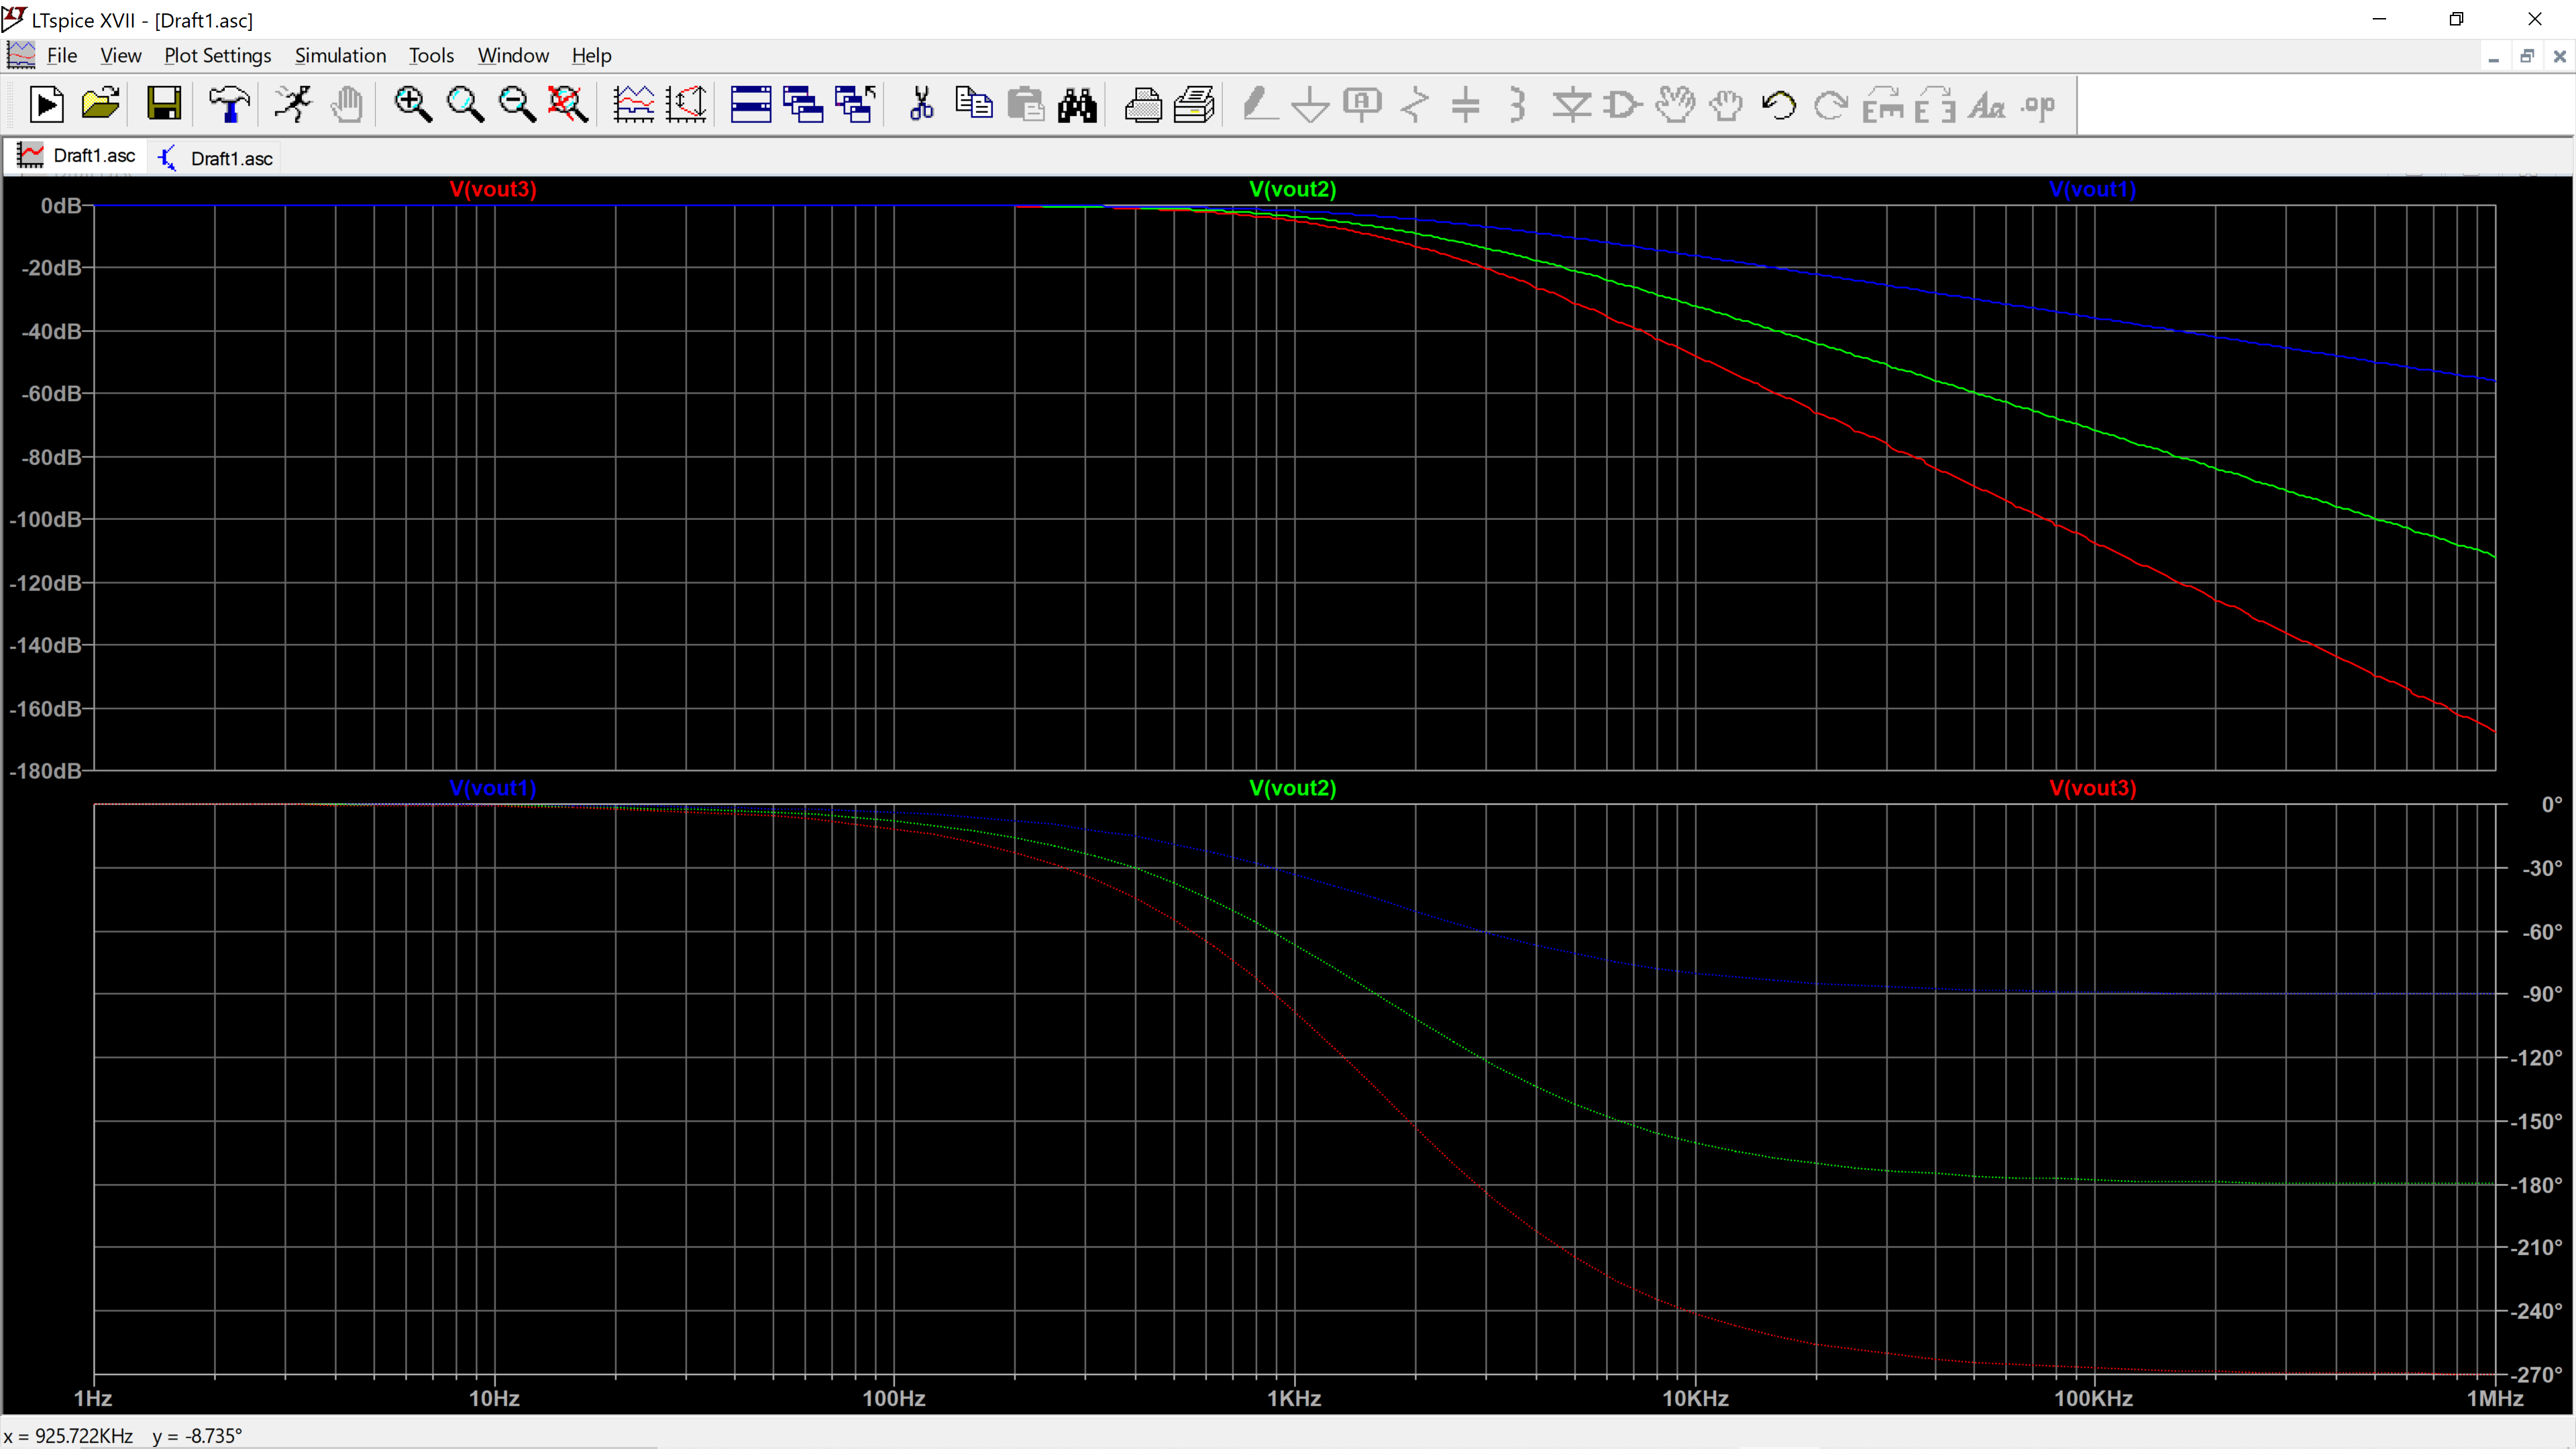 LTspice XVII - [Draft1.asc]
File View Plot Settings Simulation Tools Window Help
Aa .op
Draft1.asc Draft1.asc
V(vout3) V(vout2) V(vout1)
0dB
-20dB
-40dB
-60dB
-80dB
-100dB
-120dB
-140dB
-160dB
-180dB
V(vout1) V(vout2) V(vout3)
0°
-30°
-60°
-90°
-120°
-150°
-180°
-210°
-240°
-270°
1Hz 10Hz 100Hz 1KHz 10KHz 100KHz 1MHz
x = 925.722KHz y = -8.735°